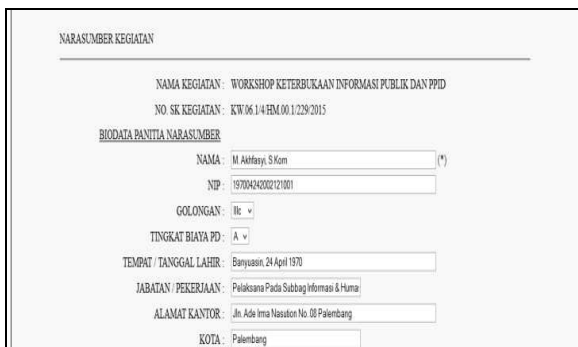 NARASUMBER KEGIATAN
NAMA KEGIATAN : WORKSHOP KETERBUKAAN INFORMASI PUBLIK DAN PPID
NO. SK KEGIATAN : KW.06.1/4/HM.00.1/229/2015
BIODATA PANITIA NARASUMBER
NAMA : M. Akhfasyi, S.Kom (*)
NIP : 197004242002121001
GOLONGAN : IIIc
TINGKAT BIAYA PD : A
TEMPAT / TANGGAL LAHIR : Banyuasin, 24 April 1970
JABATAN / PEKERJAAN : Pelaksana Pada Subbag Informasi & Humas
ALAMAT KANTOR : Jln. Ade Irma Nasution No. 08 Palembang
KOTA : Palembang